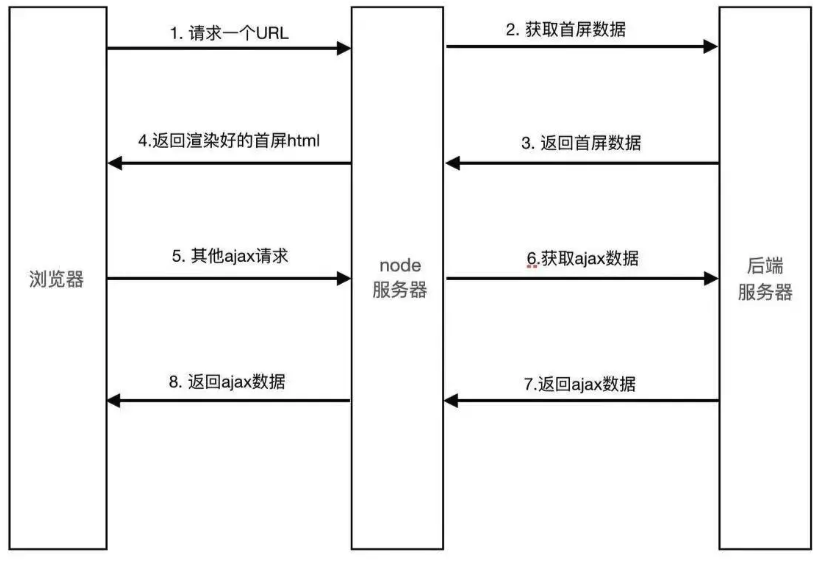 1. 请求一个URL
2. 获取首屏数据
4.返回渲染好的首屏html
3. 返回首屏数据
5. 其他ajax请求
6.获取ajax数据
浏览器
node
服务器
后端
服务器
8. 返回ajax数据
7.返回ajax数据